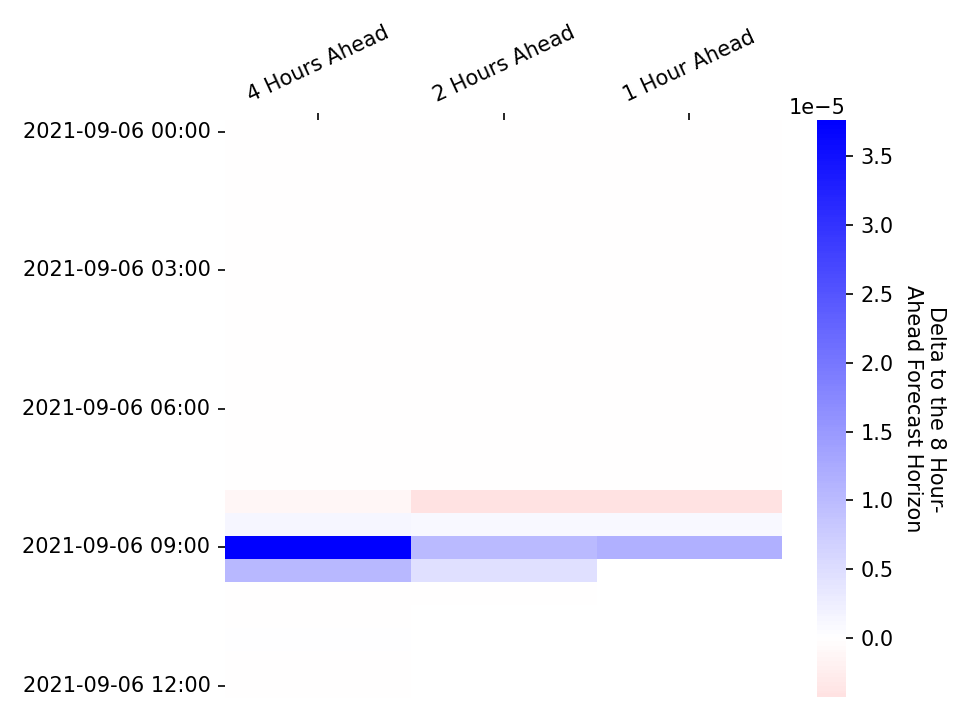 4 Hours Ahead
2 Hours Ahead
1 Hour Ahead
1e−5
2021-09-06 00:00
2021-09-06 03:00
2021-09-06 06:00
2021-09-06 09:00
2021-09-06 12:00
3.5
3.0
2.5
2.0
1.5
1.0
0.5
0.0
Delta to the 8 Hour-
Ahead Forecast Horizon